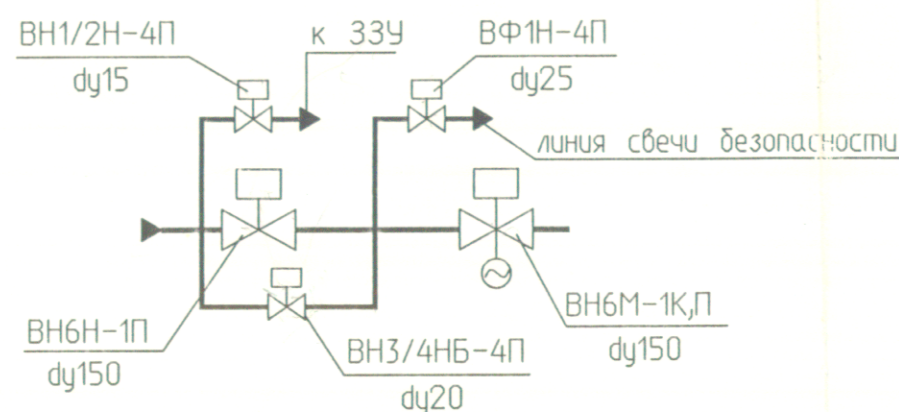 ВН1/2Н-4П
dy15
к ЗЗУ
ВФ1Н-4П
dy25
линия свечи безопасности
ВН6Н-1П
dy150
ВН3/4НБ-4П
dy20
ВН6М-1К,П
dy150